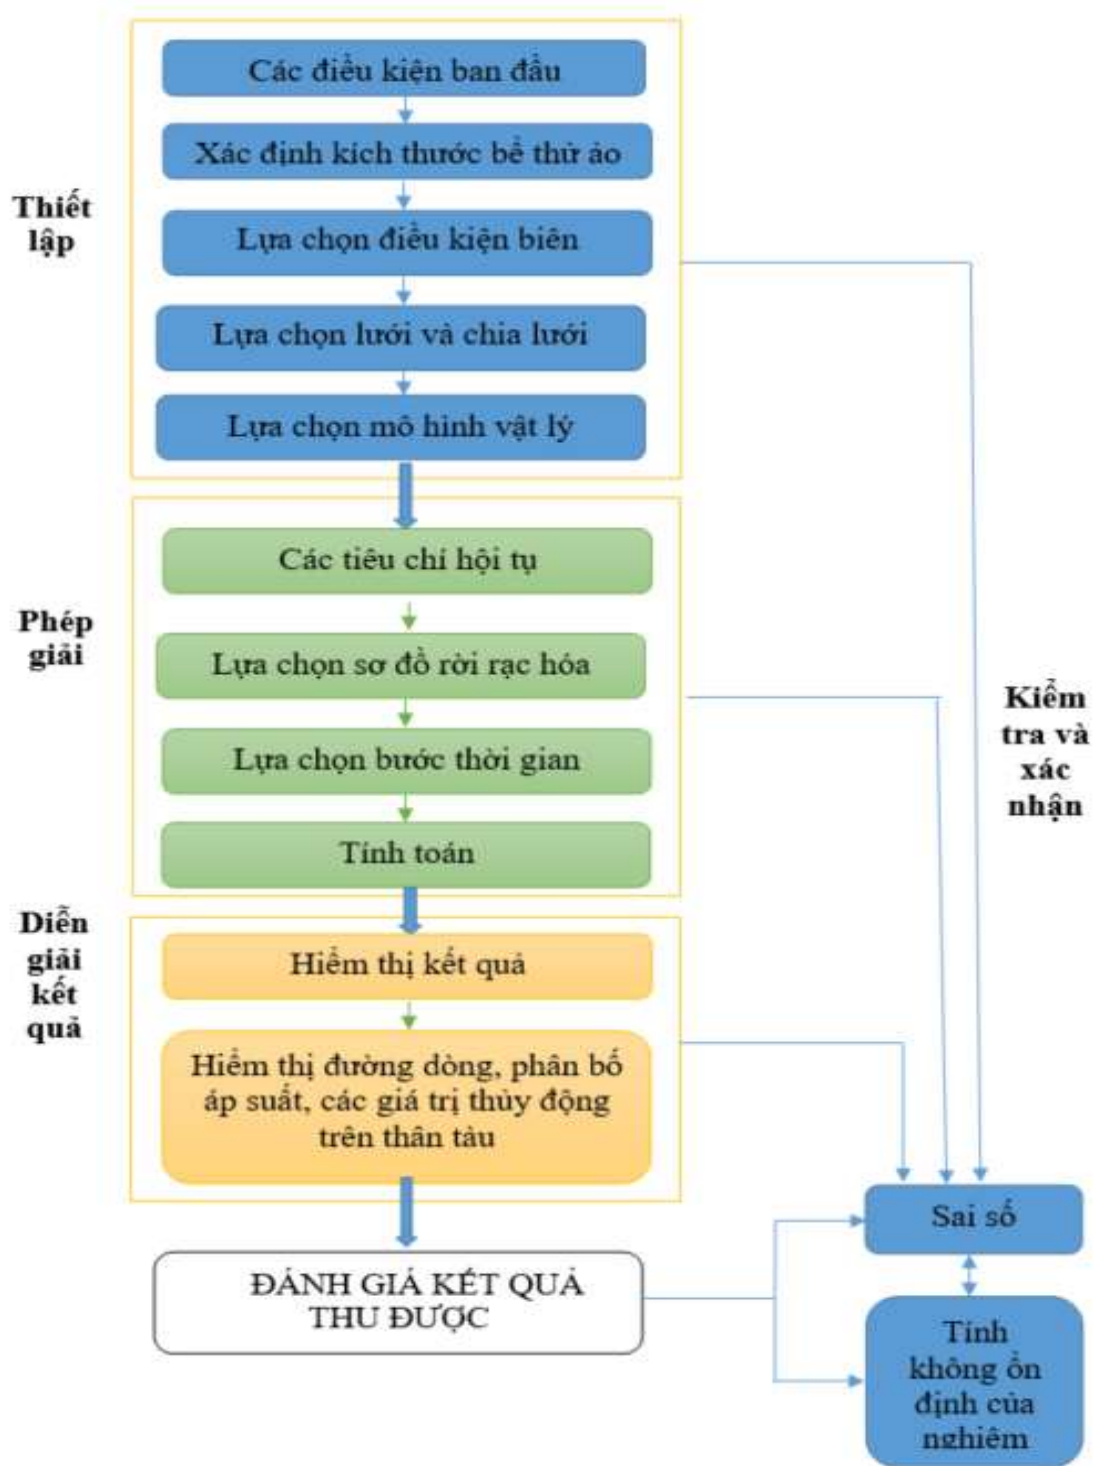 Thiết
lập
Các điều kiện ban đầu
Xác định kích thước bể thử ảo
Lựa chọn điều kiện biên
Lựa chọn lưới và chia lưới
Lựa chọn mô hình vật lý
Phép
giải
Các tiêu chí hội tụ
Lựa chọn sơ đồ rời rạc hóa
Lựa chọn bước thời gian
Tính toán
Kiểm
tra và
xác
nhận
Diễn
giải
kết
quả
Hiểm thị kết quả
Hiểm thị đường dòng, phân bố
áp suất, các giá trị thủy động
trên thân tàu
ĐÁNH GIÁ KẾT QUẢ
THU ĐƯỢC
Sai số
Tính
không ổn
định của
nghiệm